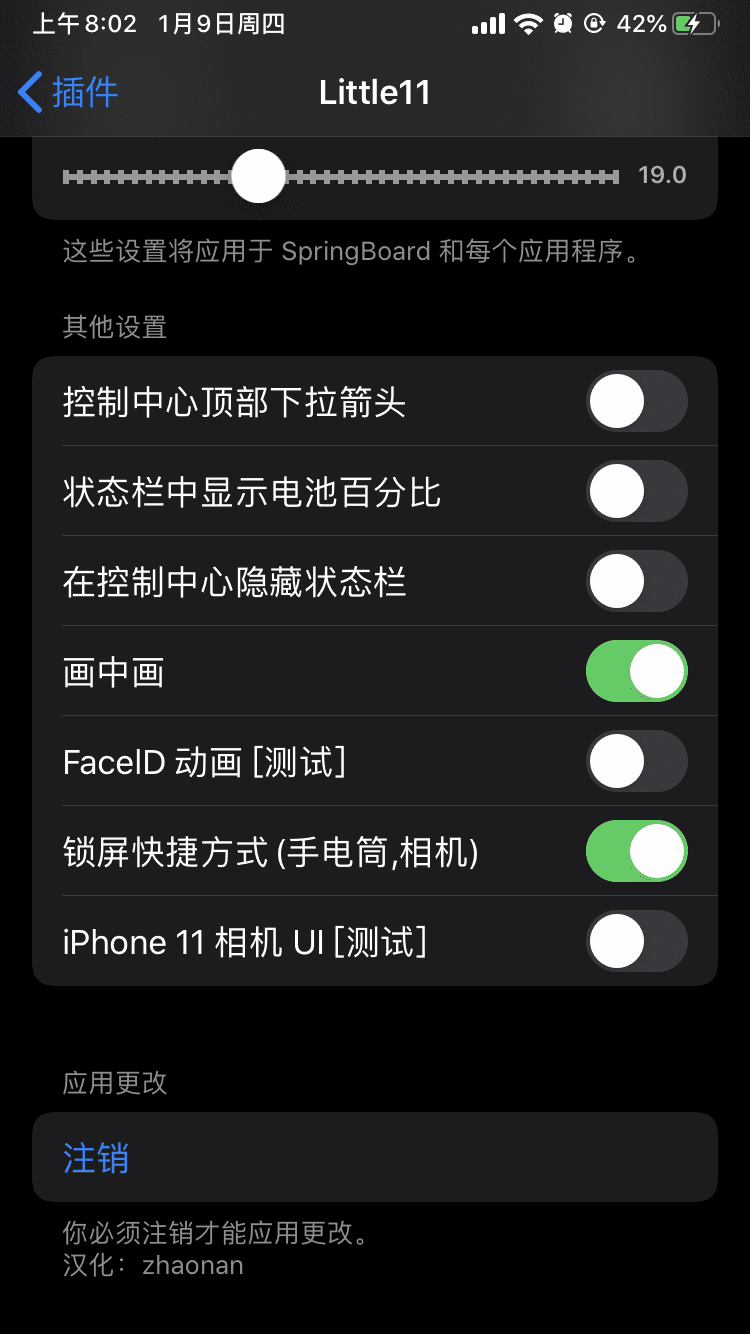 上午8:02 1月9日周四 42%
插件 Little11
19.0
这些设置将应用于 SpringBoard 和每个应用程序。
其他设置
控制中心顶部下拉箭头
状态栏中显示电池百分比
在控制中心隐藏状态栏
画中画
FaceID 动画 [测试]
锁屏快捷方式 (手电筒,相机)
iPhone 11 相机 UI [测试]
应用更改
注销
你必须注销才能应用更改。
汉化：zhaonan